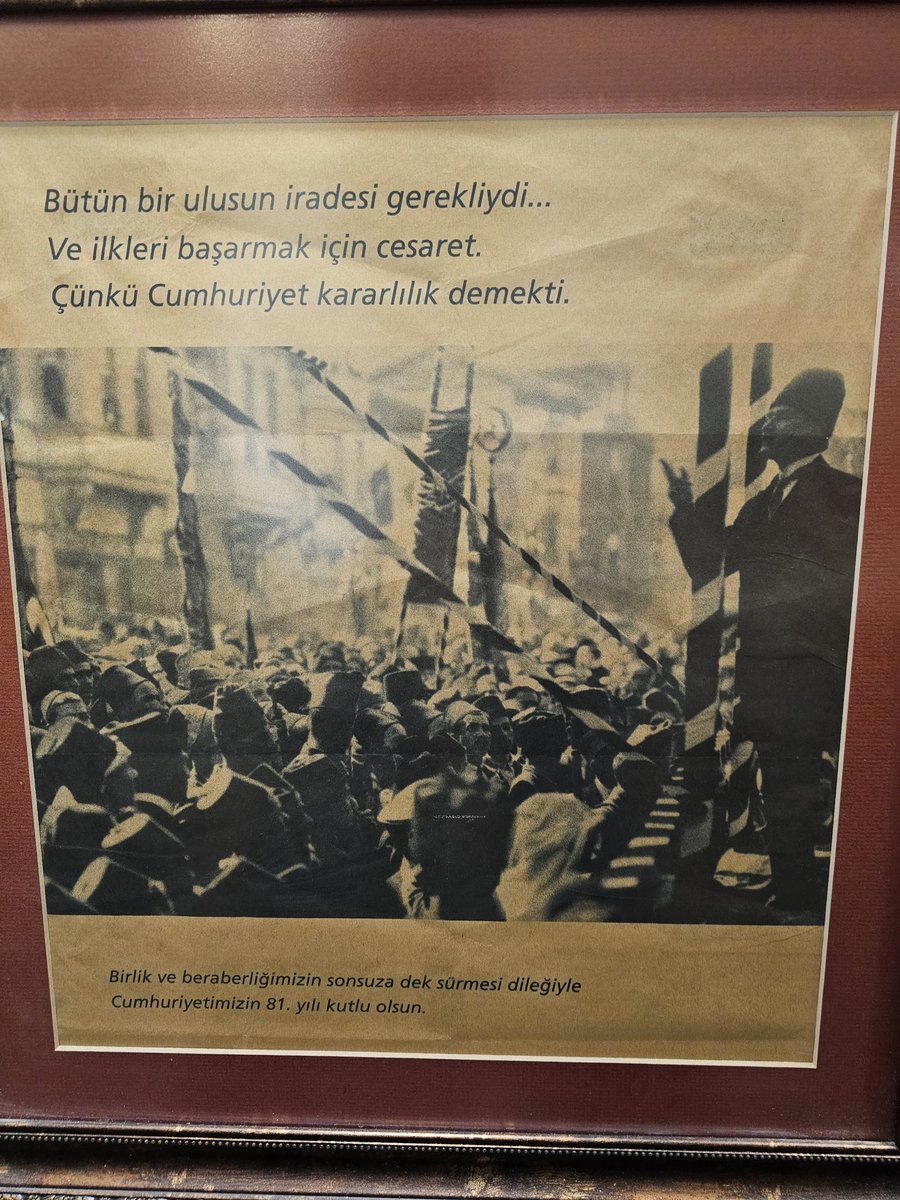 Bütün bir ulusun iradesi gerekliydi...
Ve ilkleri başarmak için cesaret.
Çünkü Cumhuriyet kararlılık demekti.
Birlik ve beraberliğimizin sonsuza dek sürmesi dileğiyle
Cumhuriyetimizin 81. yılı kutlu olsun.